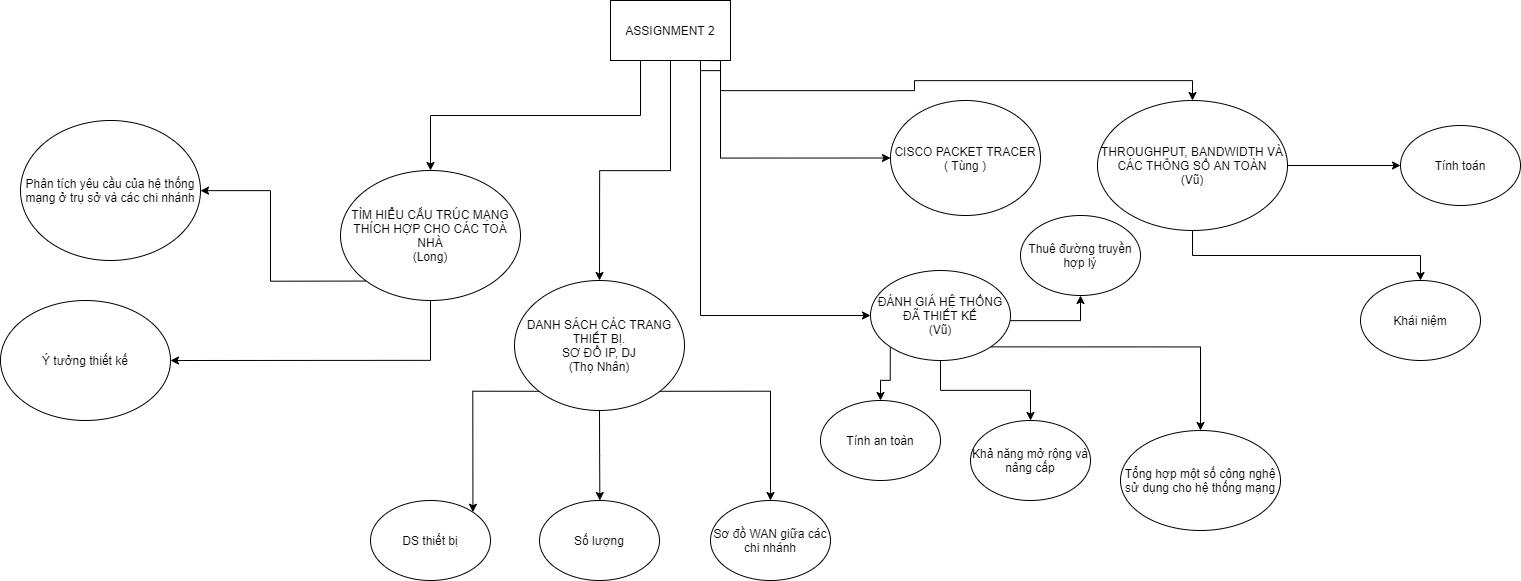 ASSIGNMENT 2
CISCO PACKET TRACER
( Tùng )
THROUGHPUT, BANDWIDTH VÀ
CÁC THÔNG SỐ AN TOÀN
(Vũ)
Tính toán
Khái niệm
Phân tích yêu cầu của hệ thống
mạng ở trụ sở và các chi nhánh
TÌM HIỂU CẤU TRÚC MẠNG
THÍCH HỢP CHO CÁC TOÀ
NHÀ
(Long)
Ý tưởng thiết kế
DANH SÁCH CÁC TRANG
THIẾT BỊ.
SƠ ĐỒ IP, DJ
(Thọ Nhân)
DS thiết bị
Số lượng
Sơ đồ WAN giữa các
chi nhánh
ĐÁNH GIÁ HỆ THỐNG
ĐÃ THIẾT KẾ
(Vũ)
Thuê đường truyền
hợp lý
Tính an toàn
Khả năng mở rộng và
nâng cấp
Tổng hợp một số công nghệ
sử dụng cho hệ thống mạng